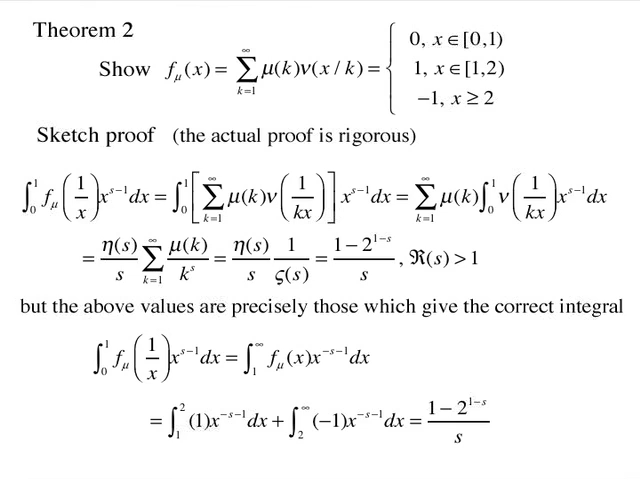 Theorem 2
Show f_μ(x) = ∑_{k=1}^{∞} μ(k)ν(x / k) = { 0, x ∈ [0,1)
1, x ∈ [1,2)
−1, x ≥ 2
Sketch proof (the actual proof is rigorous)
∫_0^1 f_μ(1/x) x^{s−1} dx = ∫_0^1 [∑_{k=1}^{∞} μ(k)ν(1/kx)] x^{s−1} dx = ∑_{k=1}^{∞} μ(k) ∫_0^1 ν(1/kx) x^{s−1} dx
= η(s)/s ∑_{k=1}^{∞} μ(k)/k^s = η(s)/s 1/ς(s) = 1 − 2^{1−s}/s , ℜ(s) > 1
but the above values are precisely those which give the correct integral
∫_0^1 f_μ(1/x) x^{s−1} dx = ∫_1^∞ f_μ(x) x^{−s−1} dx
= ∫_1^2 (1) x^{−s−1} dx + ∫_2^∞ (−1) x^{−s−1} dx = 1 − 2^{1−s}/s